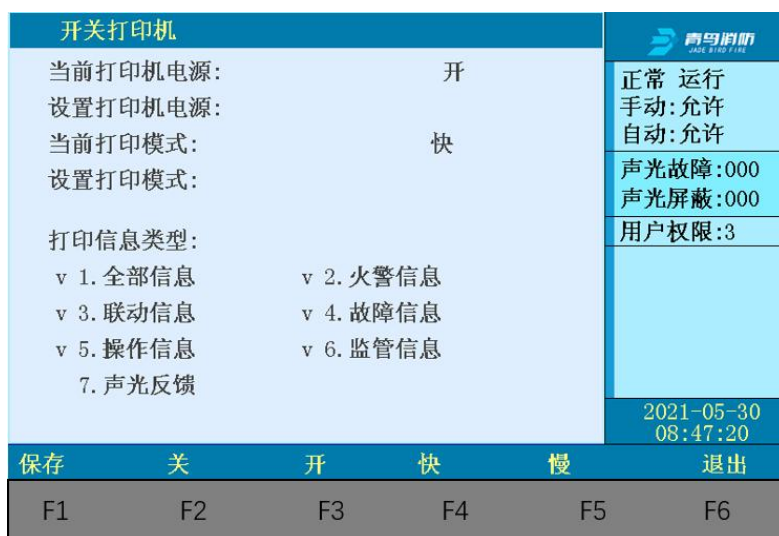 开关打印机
青鸟消防
JADE BIRD FIRE
当前打印机电源: 开
设置打印机电源:
当前打印模式: 快
设置打印模式:
打印信息类型:
v 1.全部信息 v 2.火警信息
v 3.联动信息 v 4.故障信息
v 5.操作信息 v 6.监管信息
7.声光反馈
正常 运行
手动:允许
自动:允许
声光故障:000
声光屏蔽:000
用户权限:3
2021-05-30
08:47:20
保存 关 开 快 慢 退出
F1 F2 F3 F4 F5 F6